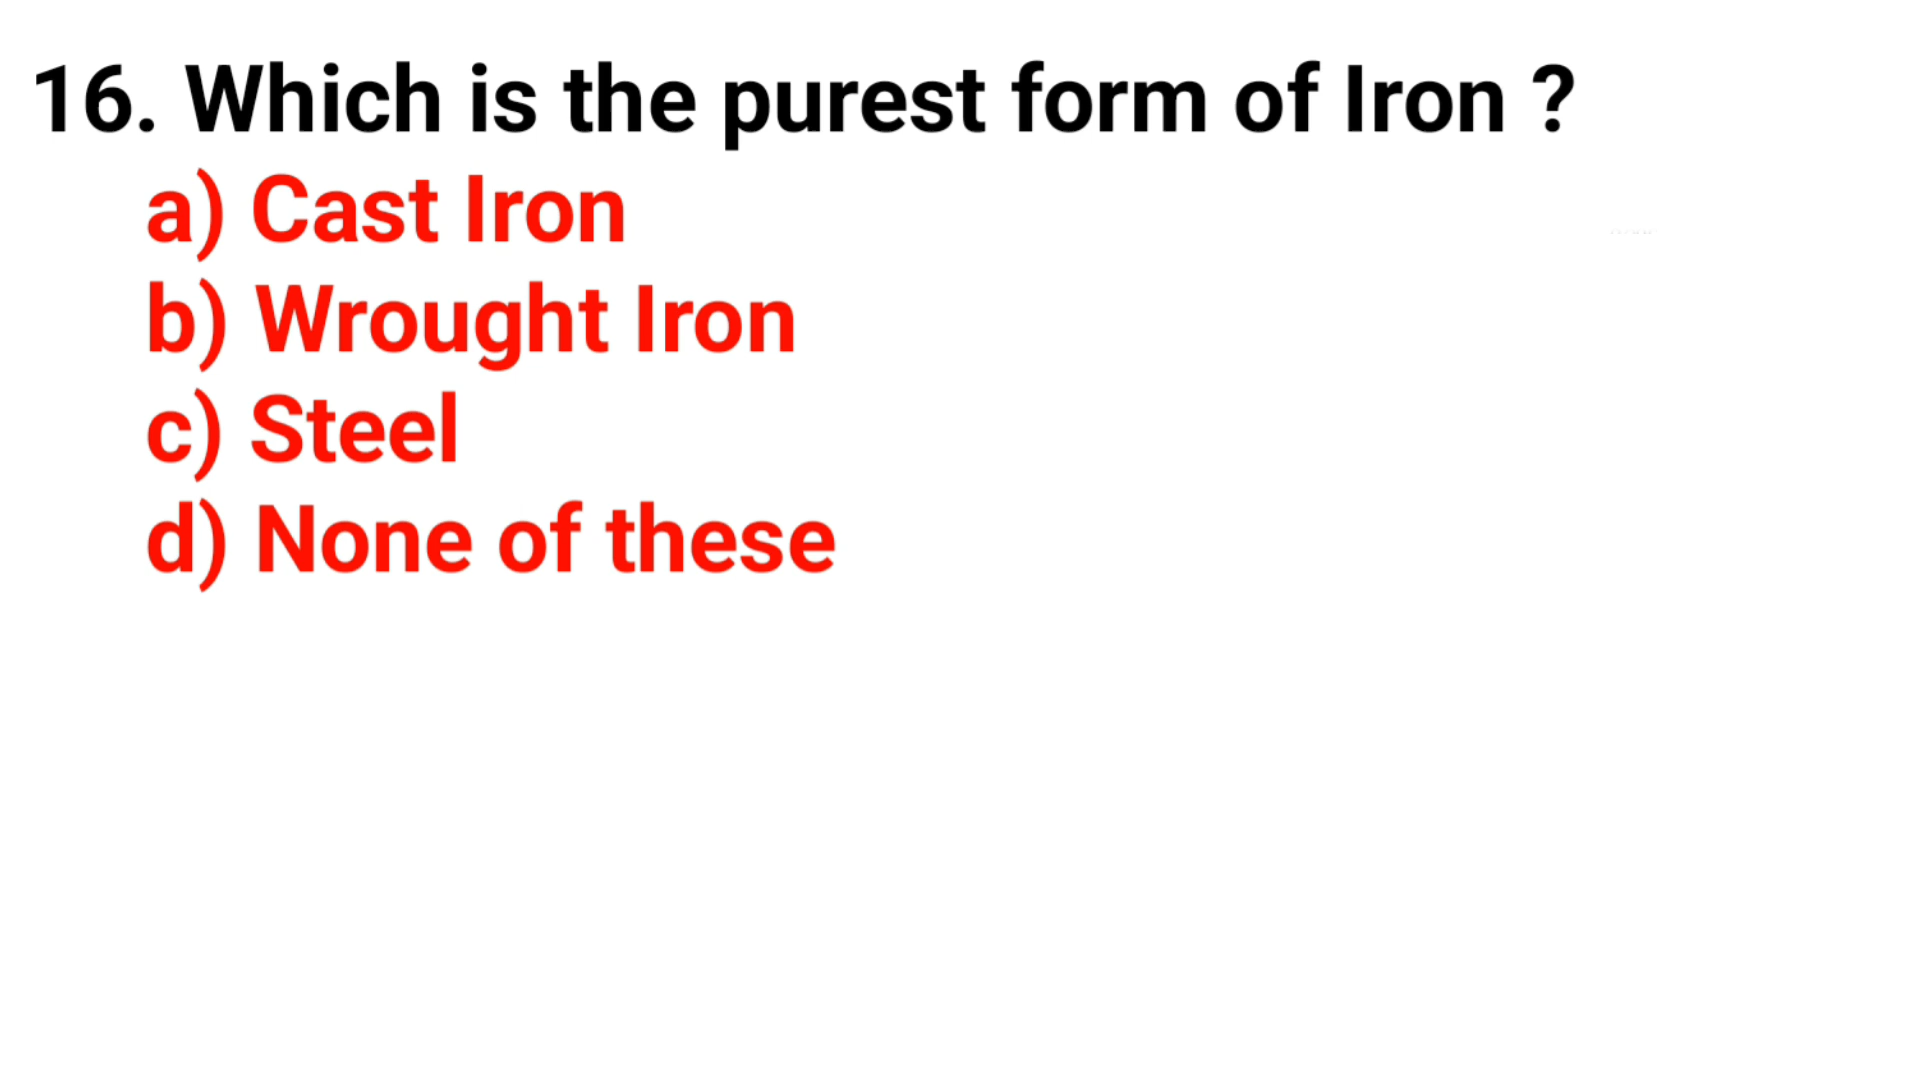 16. Which is the purest form of Iron ?
a) Cast Iron
b) Wrought Iron
c) Steel
d) None of these